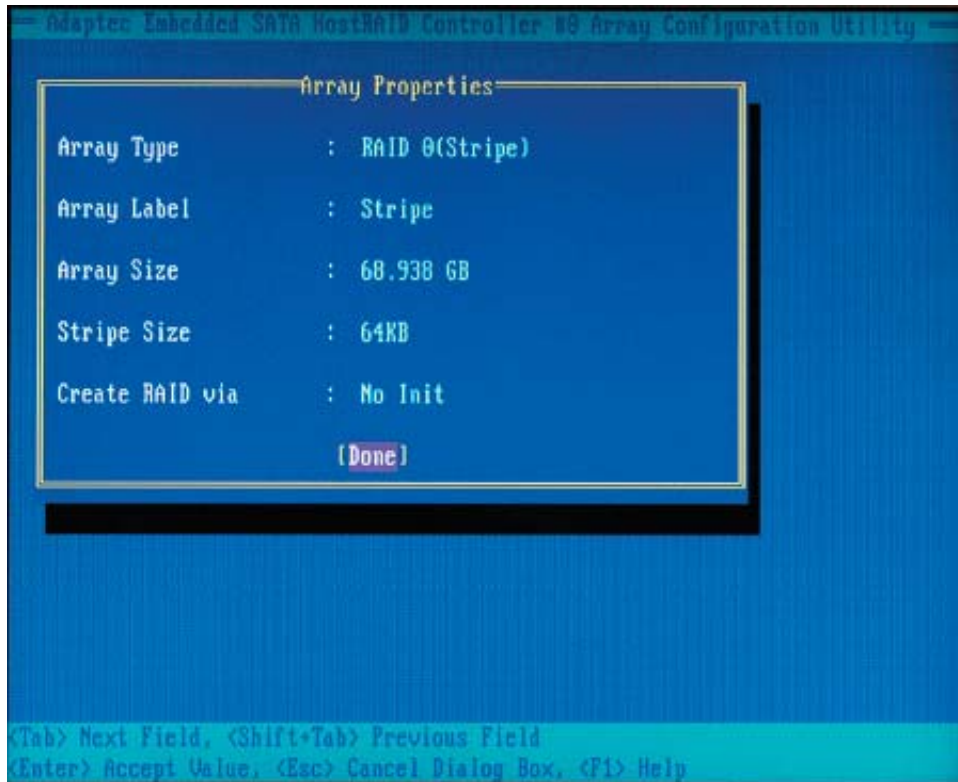 Adaptec Embedded SATA HostRAID Controller #0 Array Configuration Utility
Array Properties
Array Type : RAID 0(Stripe)
Array Label : Stripe
Array Size : 68.938 GB
Stripe Size : 64KB
Create RAID via : No Init
[Done]
<Tab> Next Field, <Shift+Tab> Previous Field
<Enter> Accept Value, <Esc> Cancel Dialog Box, <F1> Help